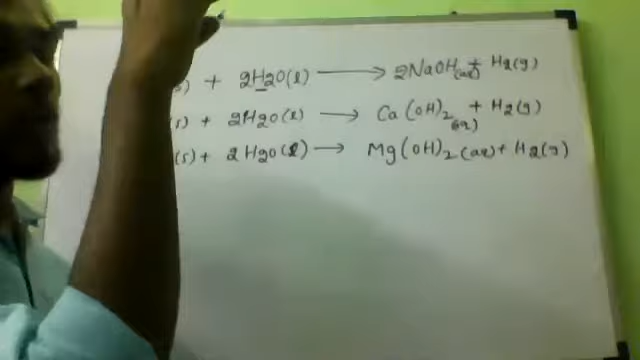 s) + 2H2O(l) → 2NaOH(aq) + H2(g)
(s) + 2H2O(l) → Ca(OH)2(aq) + H2(g)
(s) + 2H2O(l) → Mg(OH)2(aq) + H2(g)